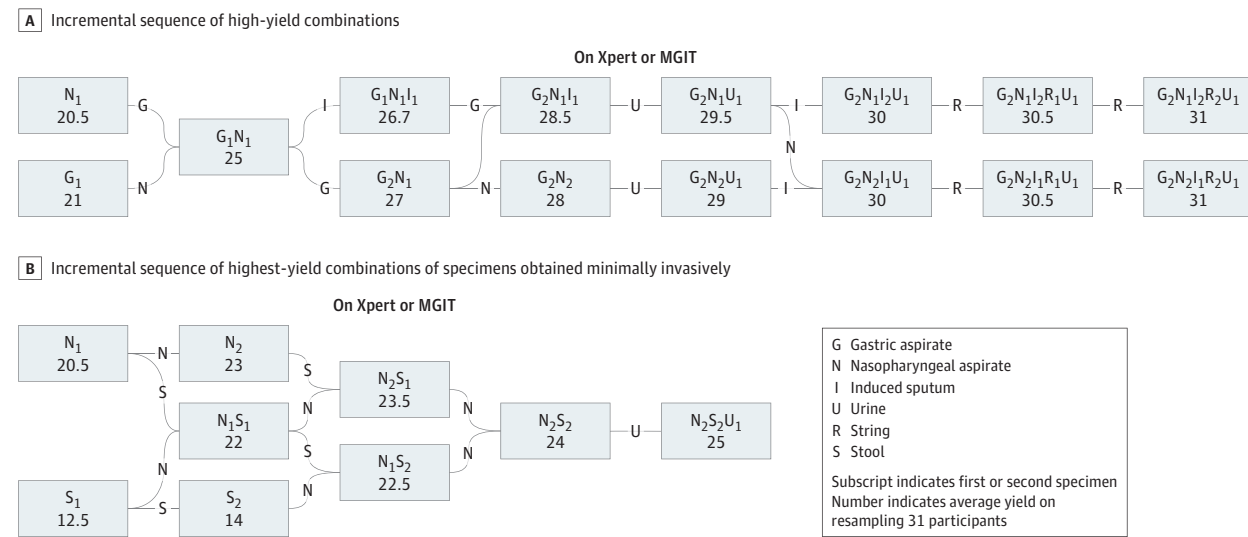 A Incremental sequence of high-yield combinations
On Xpert or MGIT
N₁
20.5
G
G₁
21
N
G₁N₁
25
I
G
G₁N₁I₁
26.7
G
G₂N₁
27
N
G₂N₁I₁
28.5
U
G₂N₂
28
U
G₂N₁U₁
29.5
I
N
G₂N₂U₁
29
I
G₂N₁I₂U₁
30
R
G₂N₂I₁U₁
30
R
G₂N₁I₂R₁U₁
30.5
R
G₂N₂I₁R₁U₁
30.5
R
G₂N₁I₂R₂U₁
31
G₂N₂I₁R₂U₁
31
B Incremental sequence of highest-yield combinations of specimens obtained minimally invasively
On Xpert or MGIT
N₁
20.5
N
S
S₁
12.5
N
S
N₂
23
S
N₁S₁
22
N
S
S₂
14
N
N₂S₁
23.5
N
N₁S₂
22.5
N
N₂S₂
24
U
N₂S₂U₁
25
G Gastric aspirate
N Nasopharyngeal aspirate
I Induced sputum
U Urine
R String
S Stool
Subscript indicates first or second specimen
Number indicates average yield on
resampling 31 participants